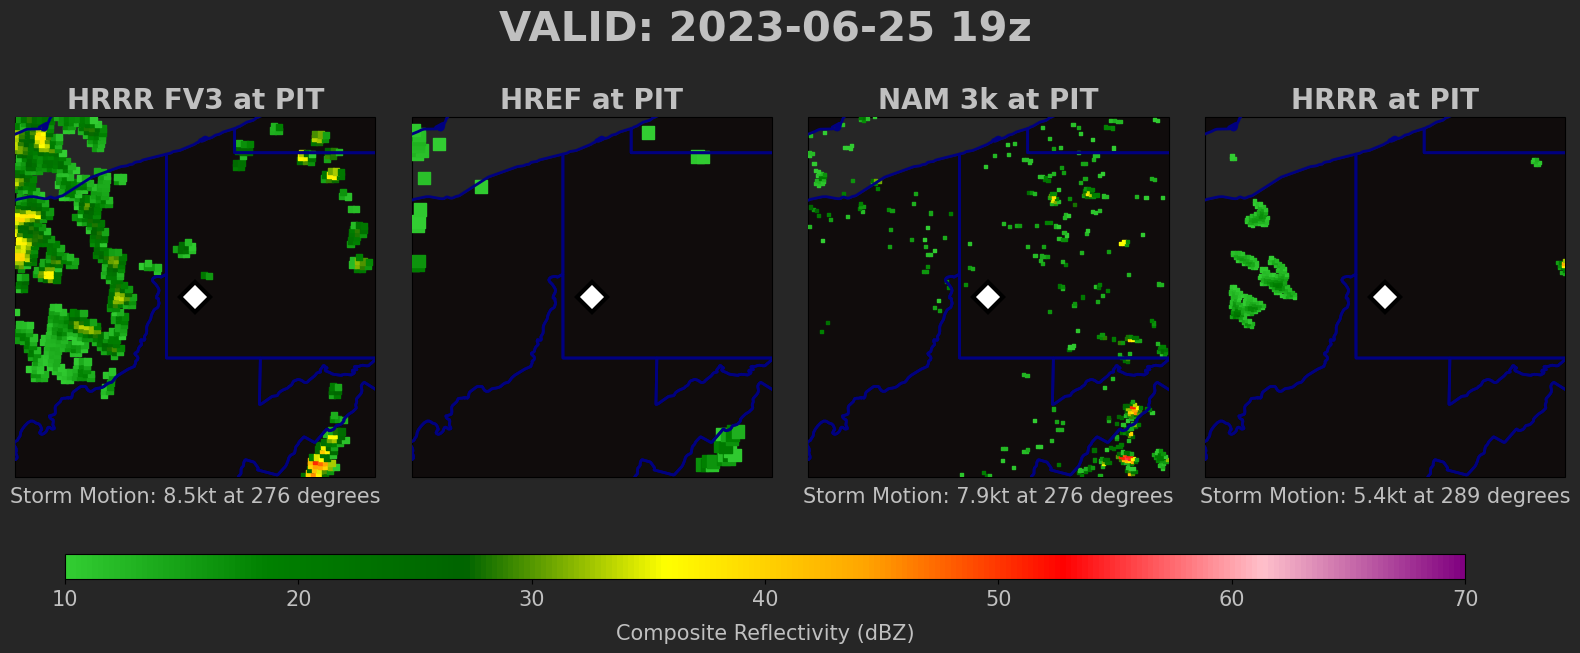 VALID: 2023-06-25 19z
HRRR FV3 at PIT
HREF at PIT
NAM 3k at PIT
HRRR at PIT
Storm Motion: 8.5kt at 276 degrees
Storm Motion: 7.9kt at 276 degrees
Storm Motion: 5.4kt at 289 degrees
10 20 30 40 50 60 70
Composite Reflectivity (dBZ)